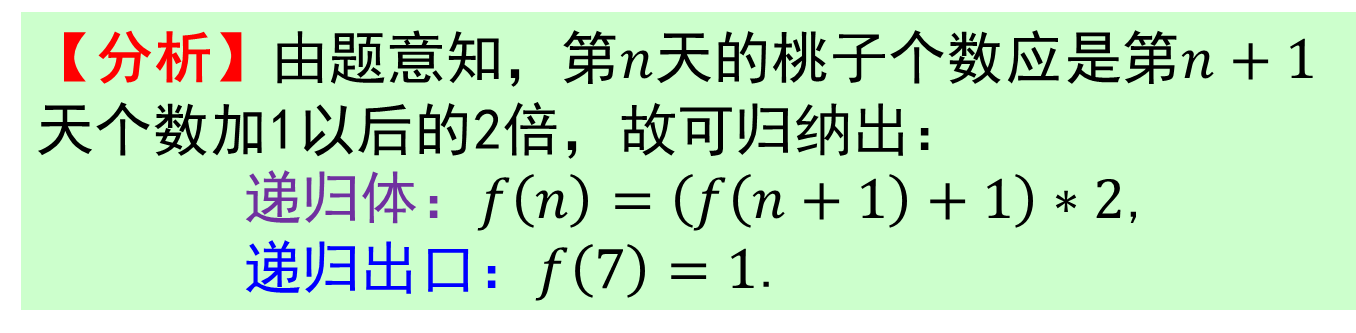 【分析】由题意知，第n天的桃子个数应是第n + 1
天个数加1以后的2倍，故可归纳出：
递归体：f(n) = (f(n + 1) + 1) ∗ 2,
递归出口：f(7) = 1.